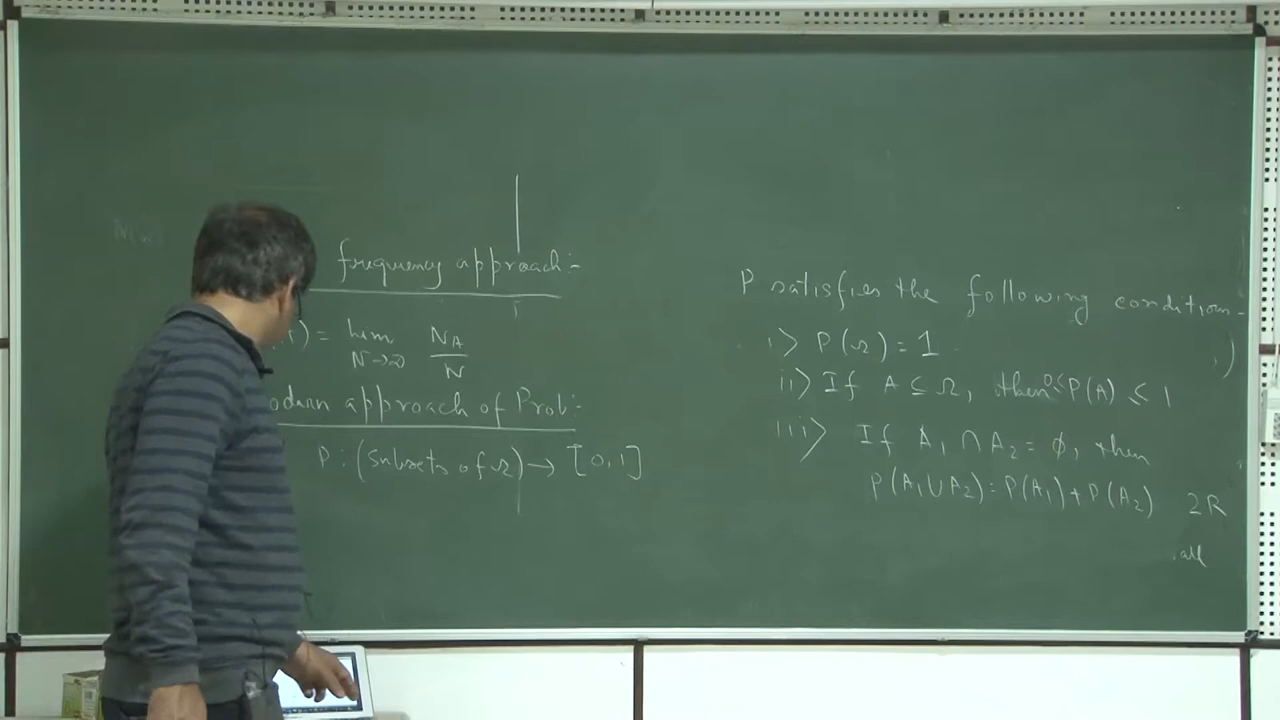 frequency approach :-
) = lim N→∞ N_A / N
odern approach of Prob :-
P : (Subsets of Ω) → [0, 1]
P satisfies the following condition -
i> P(Ω) = 1
ii> If A ⊆ Ω, then 0 ≤ P(A) ≤ 1
iii> If A₁ ∩ A₂ = ϕ, then
P(A₁ ∪ A₂) = P(A₁) + P(A₂)
2R
all